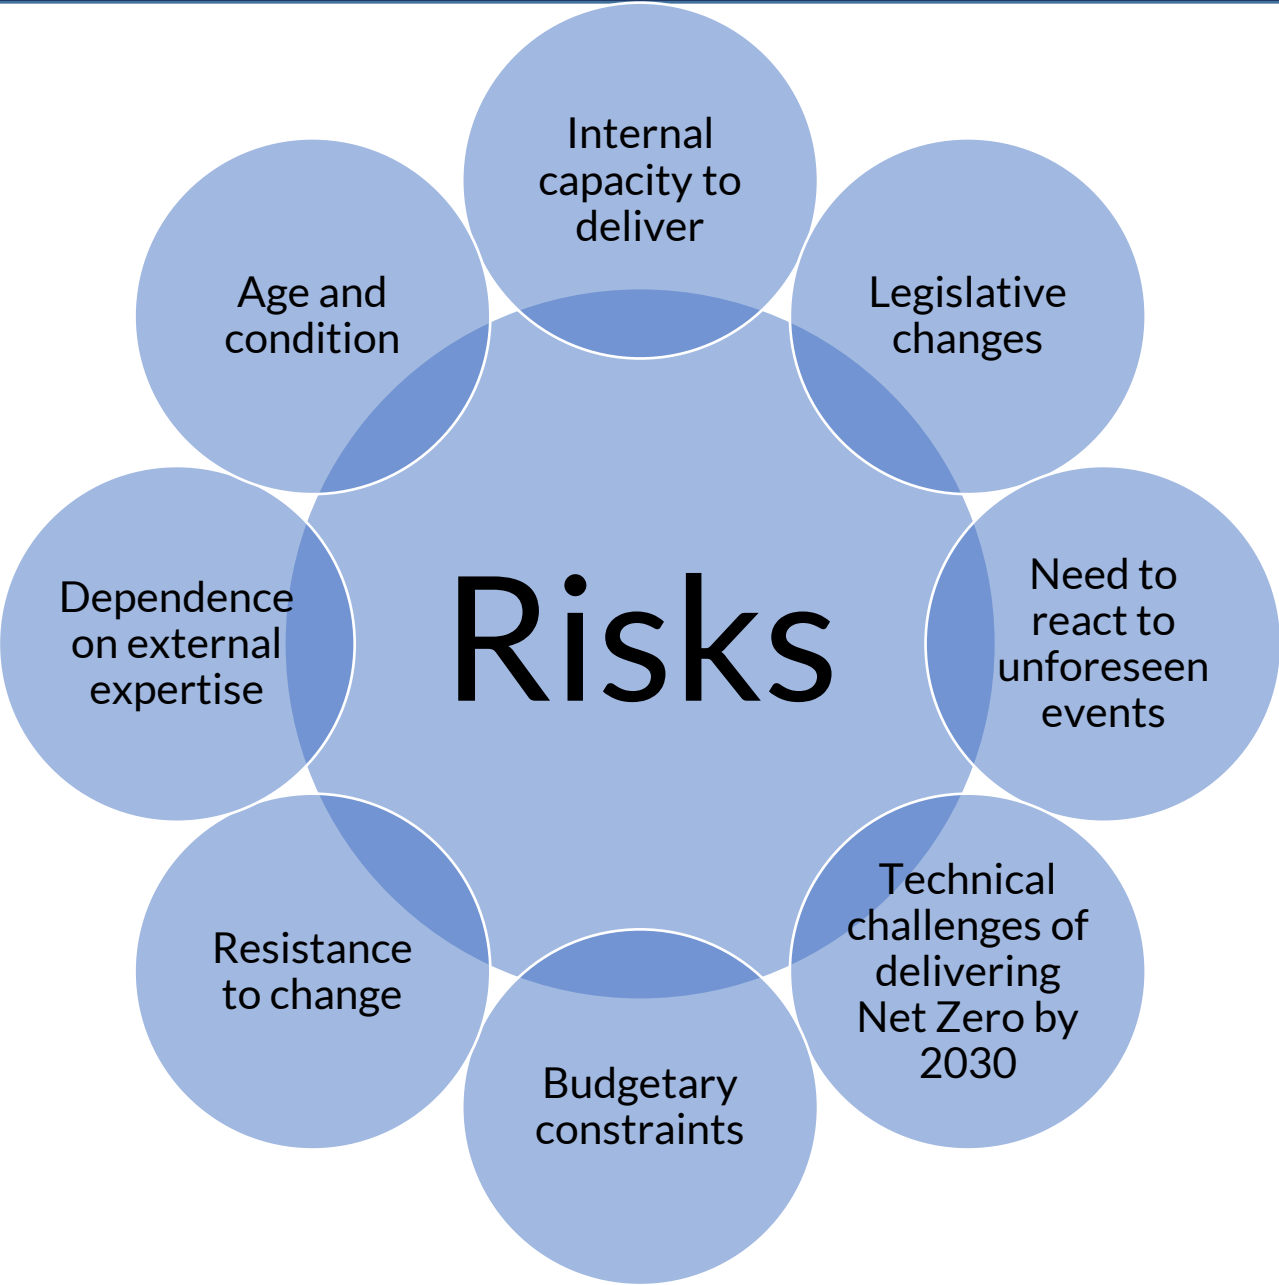 Internal
capacity to
deliver
Legislative
changes
Need to
react to
unforeseen
events
Technical
challenges of
delivering
Net Zero by
2030
Budgetary
constraints
Resistance
to change
Dependence
on external
expertise
Age and
condition
Risks